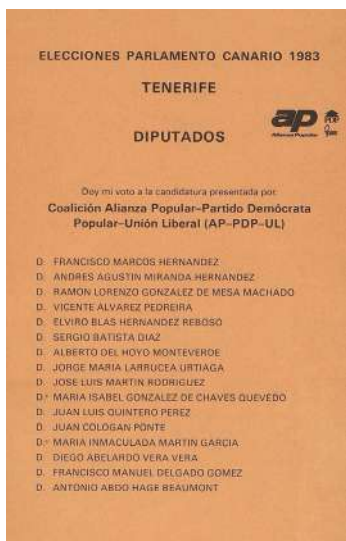 ELECCIONES PARLAMENTO CANARIO 1983
TENERIFE
DIPUTADOS
ap
Alianza Popular
PDP
Doy mi voto a la candidatura presentada por:
Coalición Alianza Popular-Partido Demócrata
Popular-Unión Liberal (AP-PDP-UL)
D. FRANCISCO MARCOS HERNANDEZ
D. ANDRES AGUSTIN MIRANDA HERNANDEZ
D. RAMON LORENZO GONZALEZ DE MESA MACHADO
D. VICENTE ALVAREZ PEDREIRA
D. ELVIRO BLAS HERNANDEZ REBOSO
D. SERGIO BATISTA DIAZ
D. ALBERTO DEL HOYO MONTEVERDE
D. JORGE MARIA LARRUCEA URTIAGA
D. JOSE LUIS MARTIN RODRIGUEZ
D.ª MARIA ISABEL GONZALEZ DE CHAVES QUEVEDO
D. JUAN LUIS QUINTERO PEREZ
D. JUAN COLOGAN PONTE
D.ª MARIA INMACULADA MARTIN GARCIA
D. DIEGO ABELARDO VERA VERA
D. FRANCISCO MANUEL DELGADO GOMEZ
D. ANTONIO ABDO HAGE BEAUMONT